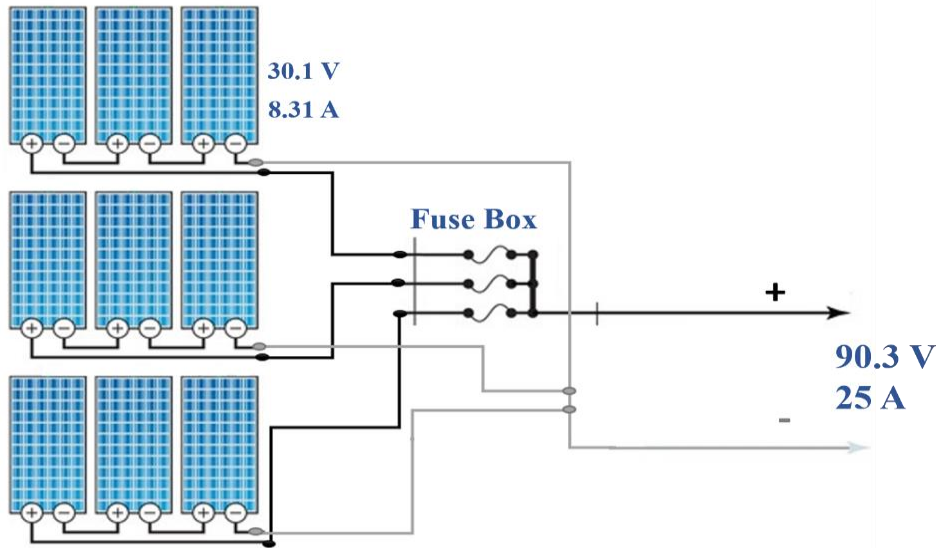 30.1 V
8.31 A
Fuse Box
+
90.3 V
25 A
-
+ - + - + -
+ - + - + -
+ - + - + -